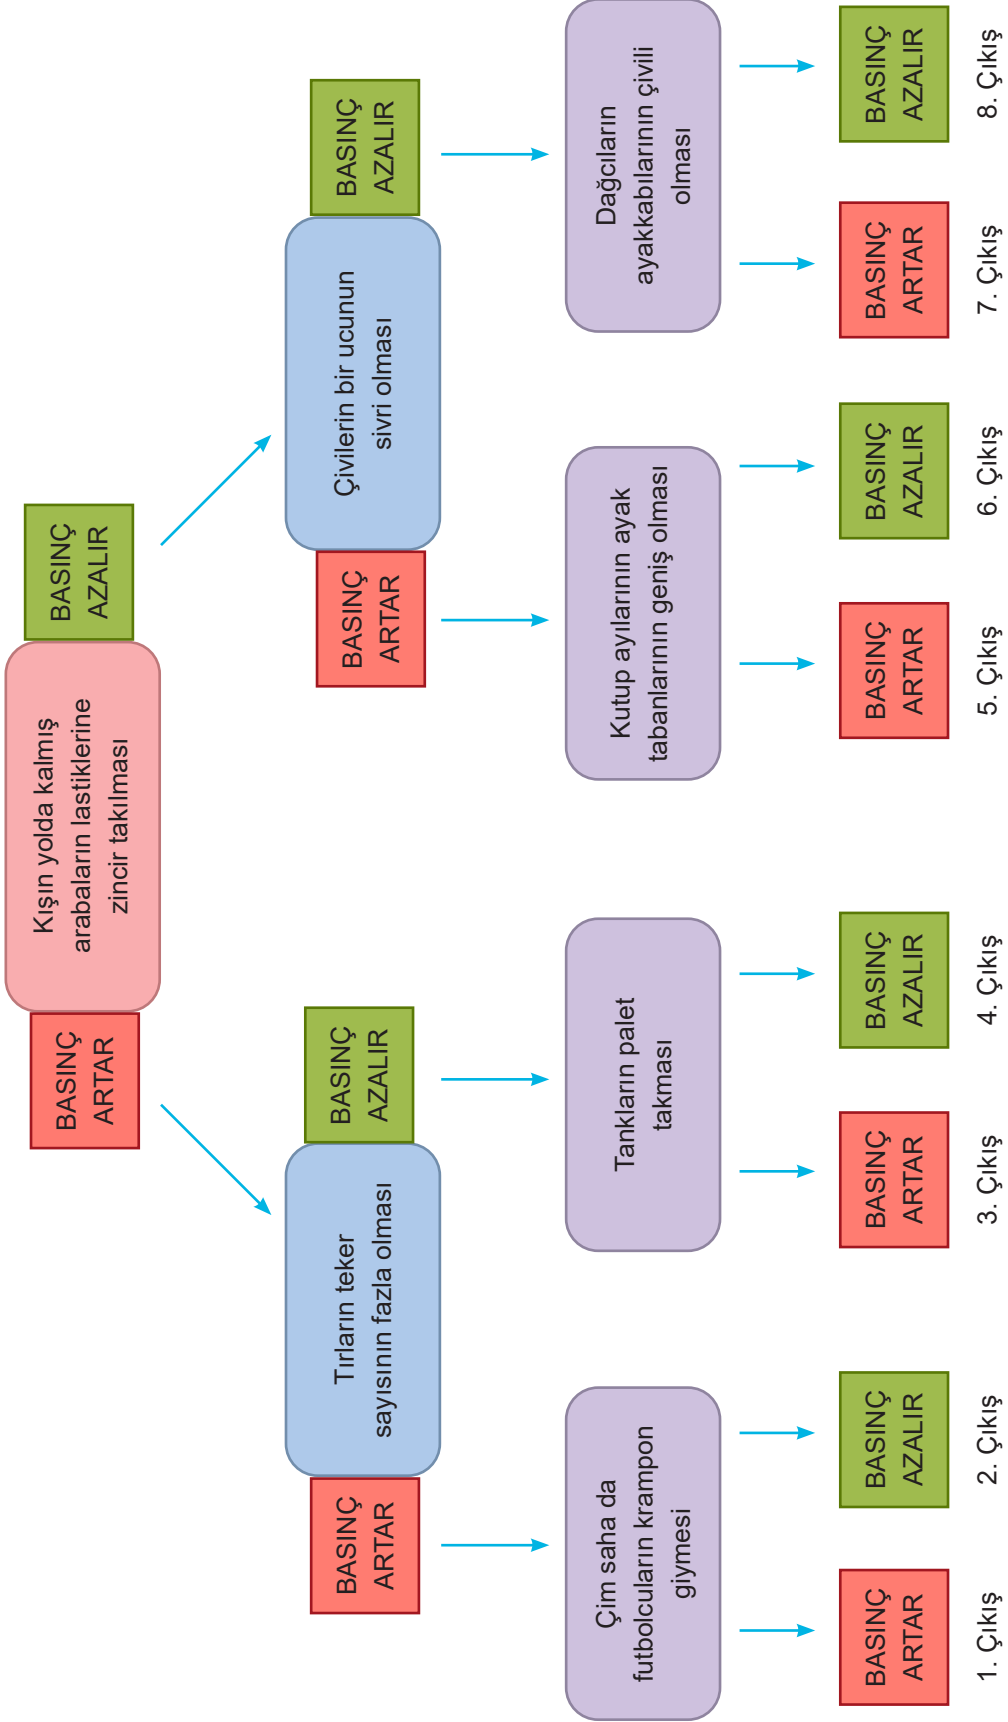 Kışın yolda kalmış
arabaların lastiklerine
zincir takılması
BASINÇ
ARTAR
BASINÇ
AZALIR
BASINÇ
ARTAR
Tırların teker
sayısının fazla olması
BASINÇ
AZALIR
BASINÇ
ARTAR
Çivilerin bir ucunun
sivri olması
BASINÇ
AZALIR
Çim saha da
futbolcuların krampon
giymesi
Tankların palet
takması
Kutup ayılarının ayak
tabanlarının geniş olması
Dağcıların
ayakkabılarının çivili
olması
BASINÇ
ARTAR
BASINÇ
AZALIR
BASINÇ
ARTAR
BASINÇ
AZALIR
BASINÇ
ARTAR
BASINÇ
AZALIR
BASINÇ
ARTAR
BASINÇ
AZALIR
1. Çıkış
2. Çıkış
3. Çıkış
4. Çıkış
5. Çıkış
6. Çıkış
7. Çıkış
8. Çıkış